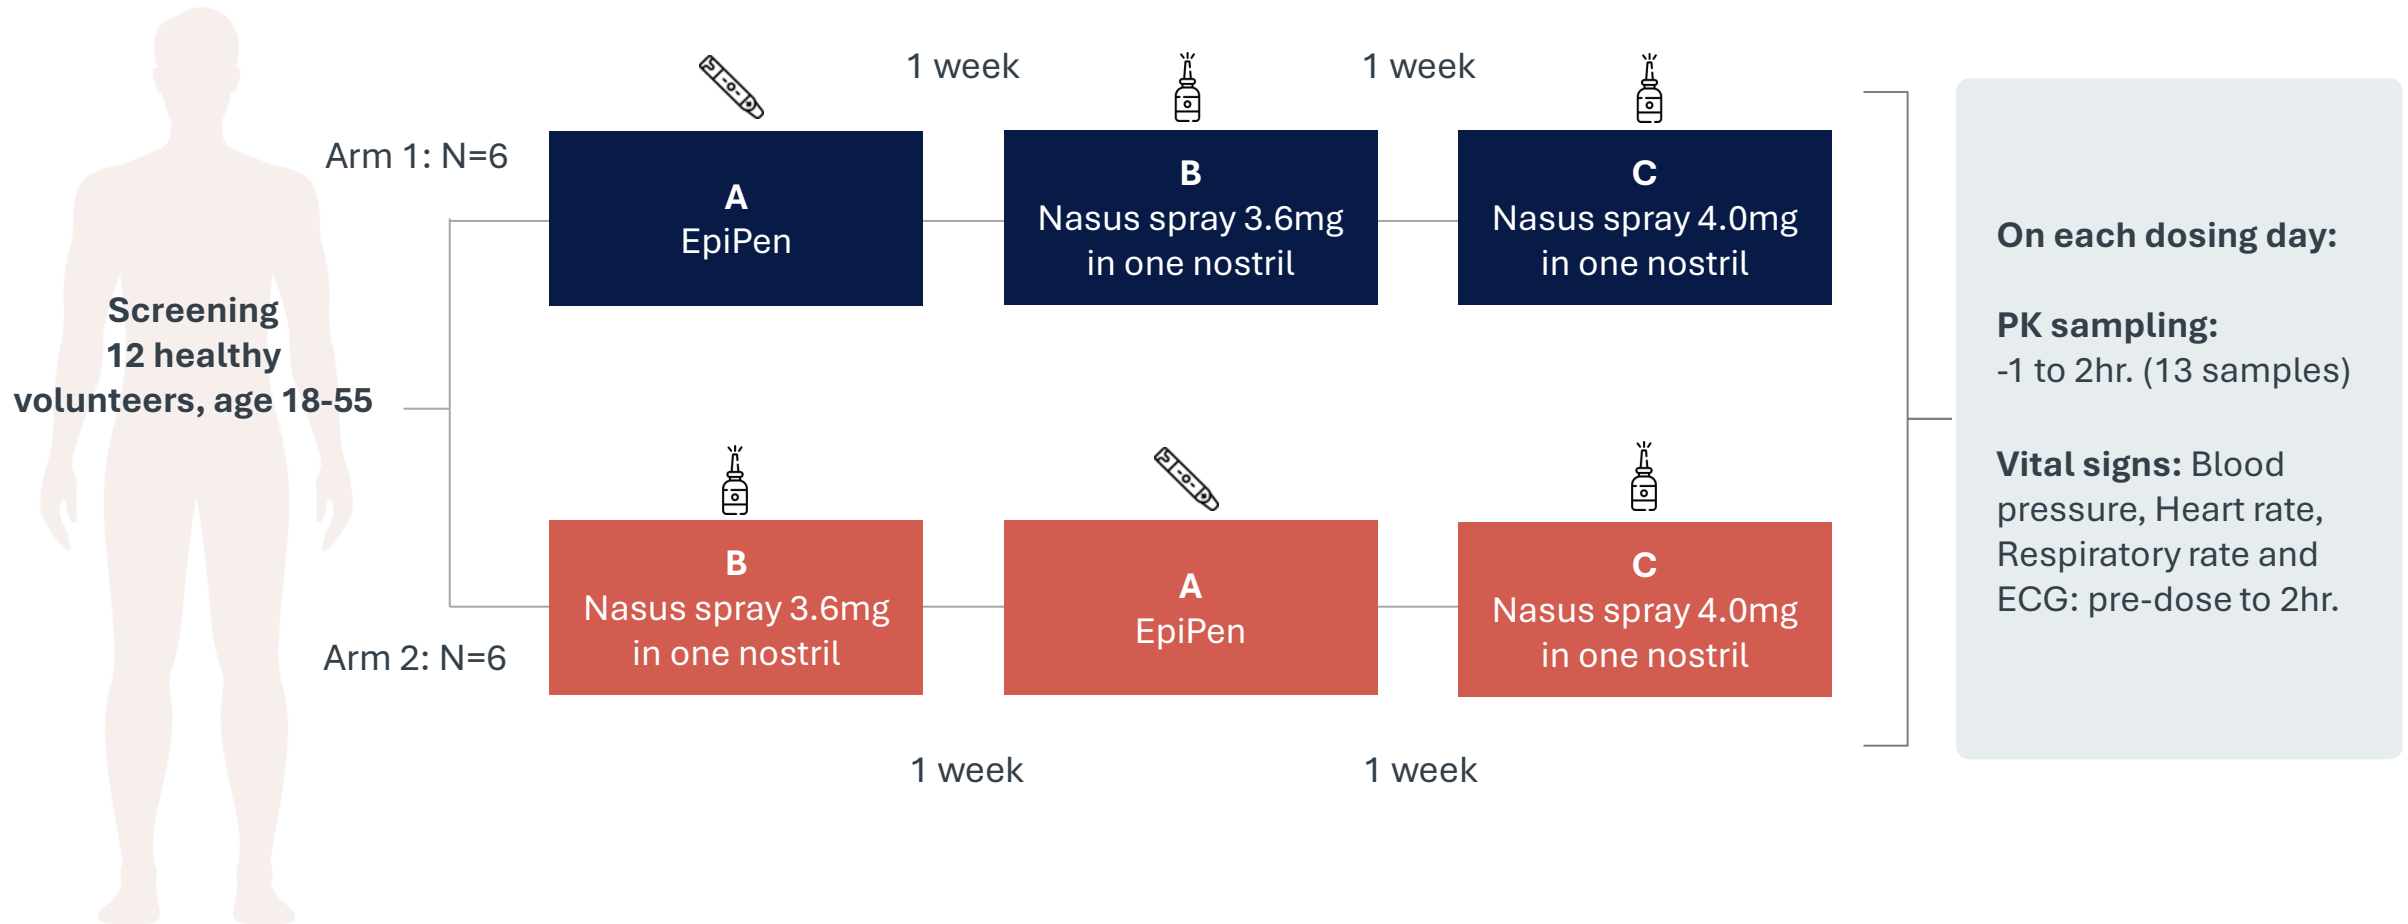 Screening
12 healthy
volunteers, age 18-55
Arm 1: N=6
1 week
1 week
A
EpiPen
B
Nasus spray 3.6mg
in one nostril
C
Nasus spray 4.0mg
in one nostril
Arm 2: N=6
B
Nasus spray 3.6mg
in one nostril
A
EpiPen
C
Nasus spray 4.0mg
in one nostril
1 week
1 week
On each dosing day:
PK sampling:
-1 to 2hr. (13 samples)
Vital signs: Blood
pressure, Heart rate,
Respiratory rate and
ECG: pre-dose to 2hr.